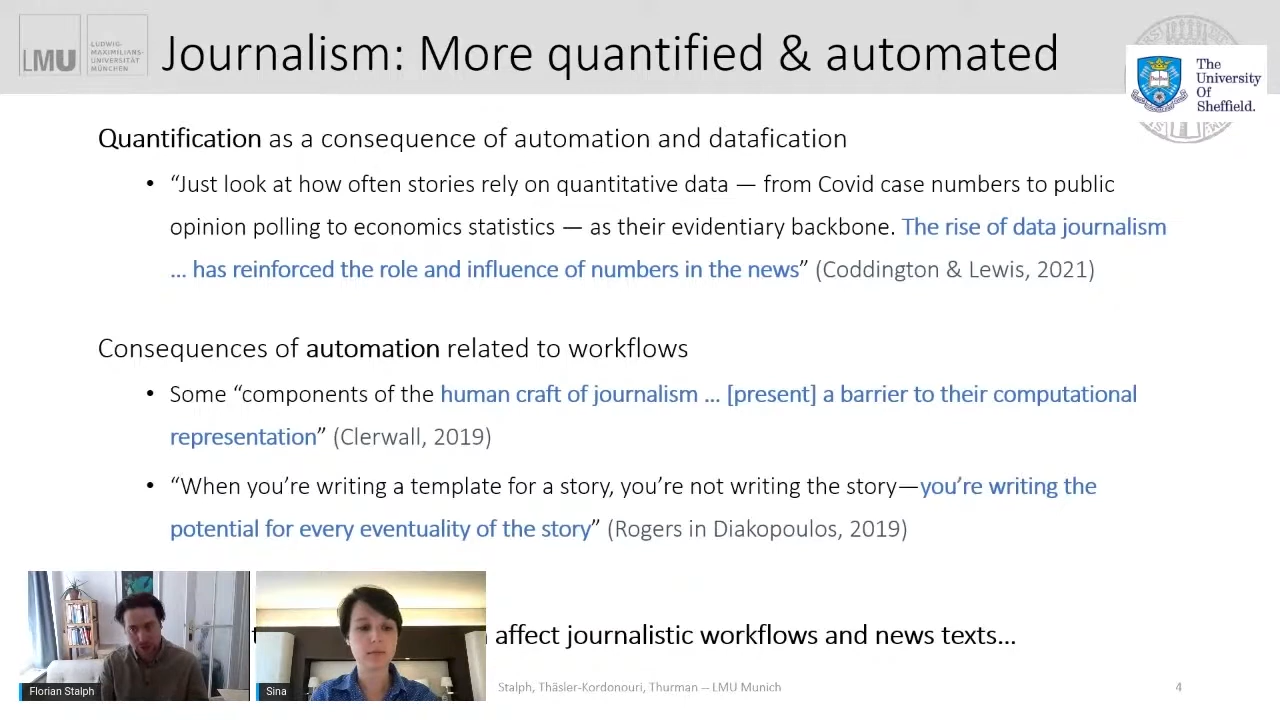 LMU
LUDWIG-
MAXIMILIANS-
UNIVERSITÄT
MÜNCHEN
Journalism: More quantified & automated
The
University
Of
Sheffield.
Quantification as a consequence of automation and datafication
• “Just look at how often stories rely on quantitative data — from Covid case numbers to public
opinion polling to economics statistics — as their evidentiary backbone. The rise of data journalism
... has reinforced the role and influence of numbers in the news” (Coddington & Lewis, 2021)
Consequences of automation related to workflows
• Some “components of the human craft of journalism ... [present] a barrier to their computational
representation” (Clerwall, 2019)
• “When you’re writing a template for a story, you’re not writing the story—you’re writing the
potential for every eventuality of the story” (Rogers in Diakopoulos, 2019)
affect journalistic workflows and news texts...
Florian Stalph
Sina
Stalph, Thäsler-Kordonouri, Thurman -- LMU Munich
4